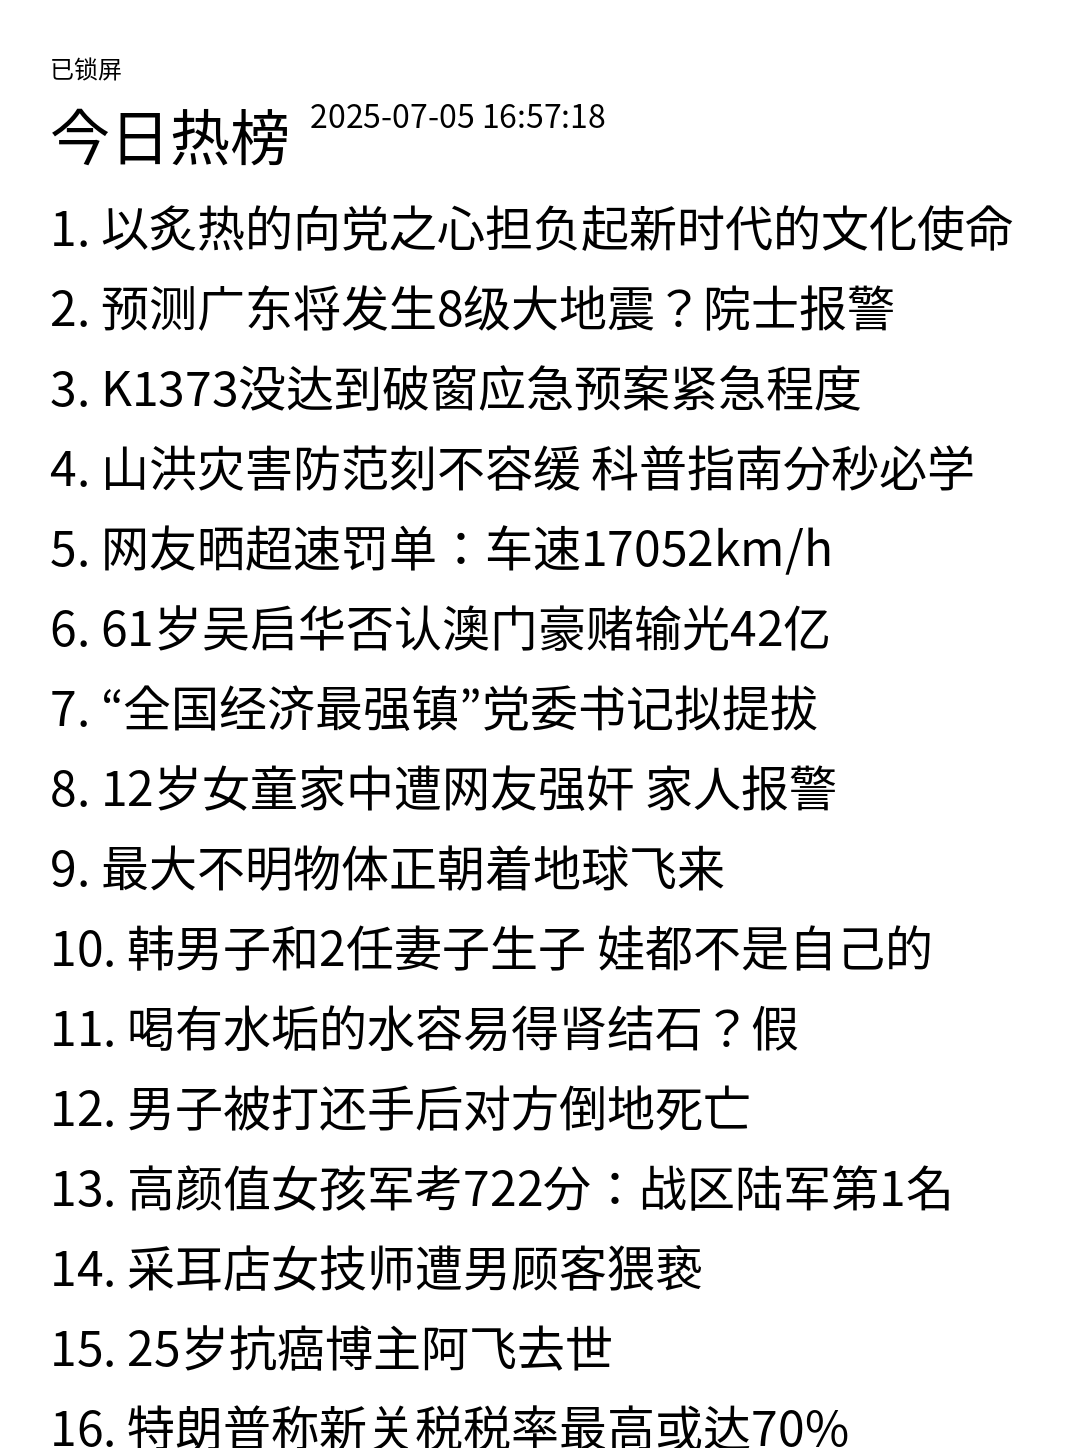 已锁屏
今日热榜 2025-07-05 16:57:18
1. 以炙热的向党之心担负起新时代的文化使命
2. 预测广东将发生8级大地震？院士报警
3. K1373没达到破窗应急预案紧急程度
4. 山洪灾害防范刻不容缓 科普指南分秒必学
5. 网友晒超速罚单：车速17052km/h
6. 61岁吴启华否认澳门豪赌输光42亿
7. “全国经济最强镇”党委书记拟提拔
8. 12岁女童家中遭网友强奸 家人报警
9. 最大不明物体正朝着地球飞来
10. 韩男子和2任妻子生子 娃都不是自己的
11. 喝有水垢的水容易得肾结石？假
12. 男子被打还手后对方倒地死亡
13. 高颜值女孩军考722分：战区陆军第1名
14. 采耳店女技师遭男顾客猥亵
15. 25岁抗癌博主阿飞去世
16. 特朗普称新关税税率最高或达70%